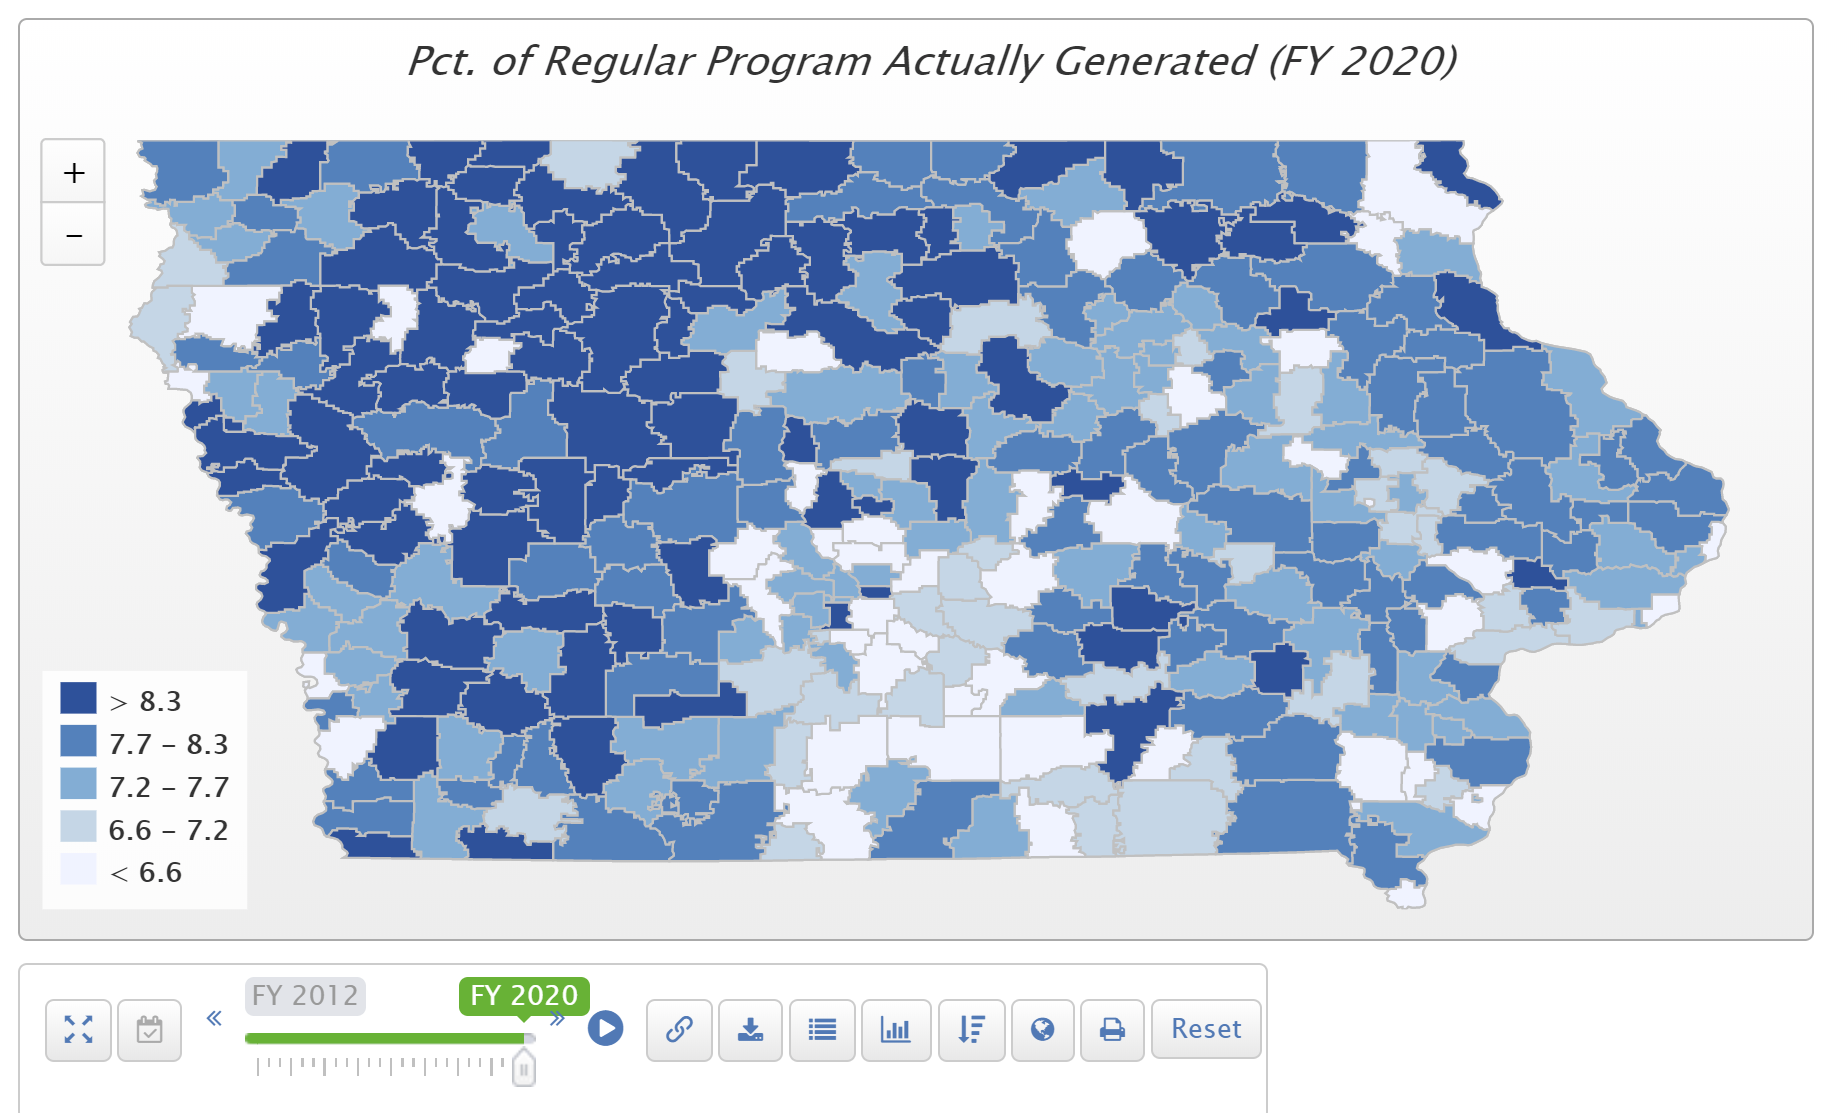 Pct. of Regular Program Actually Generated (FY 2020)
+
−
> 8.3
7.7 – 8.3
7.2 – 7.7
6.6 – 7.2
< 6.6
FY 2012
FY 2020
«
»
Reset